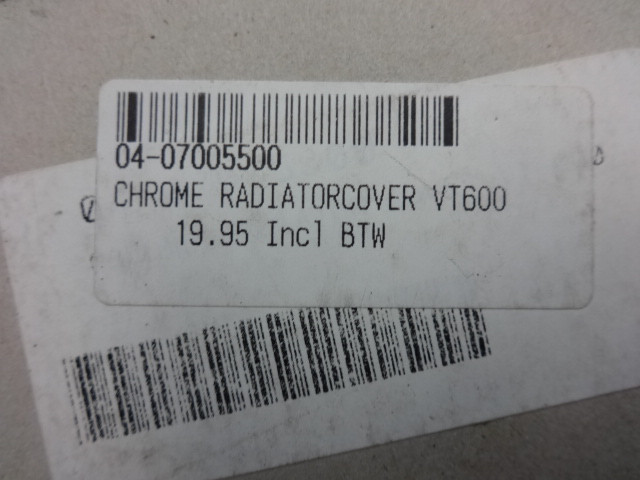 04-07005500
CHROME RADIATORCOVER VT600
19.95 Incl BTW